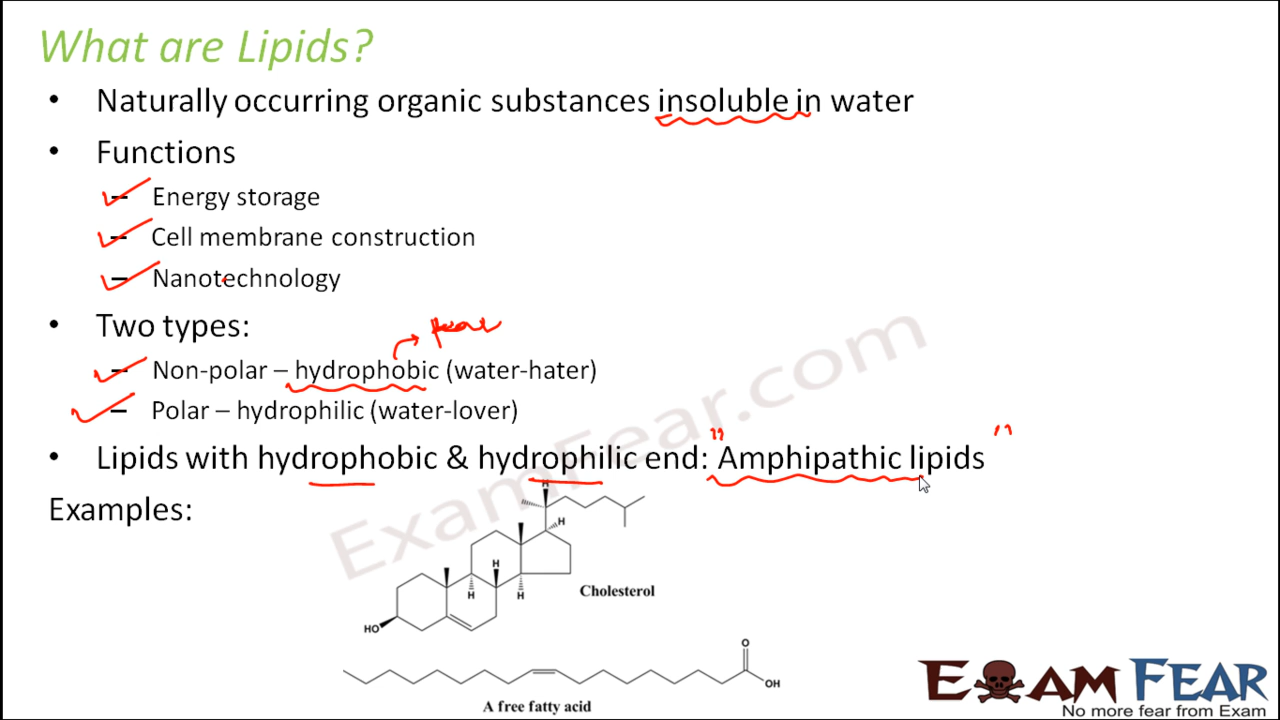 What are Lipids?
• Naturally occurring organic substances insoluble in water
• Functions
– Energy storage
– Cell membrane construction
– Nanotechnology
• Two types:
fear
– Non-polar – hydrophobic (water-hater)
– Polar – hydrophilic (water-lover)
• Lipids with hydrophobic & hydrophilic end: "Amphipathic lipids"
Examples:
ExamFear.com
H
H
H
H
H
Cholesterol
HO
O
OH
A free fatty acid
EXAM FEAR
No more fear from Exam